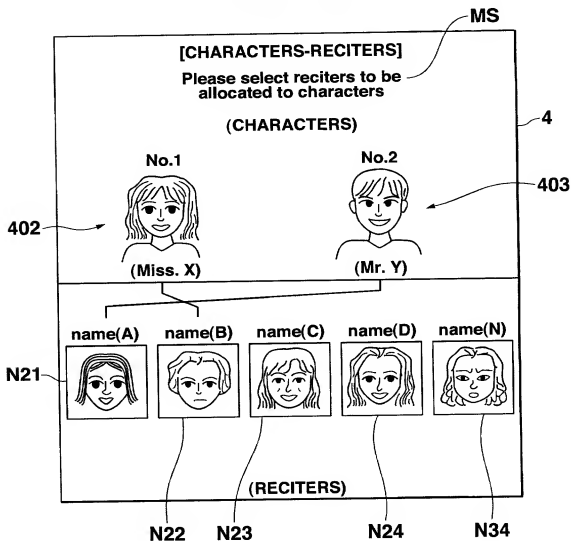 MS
[CHARACTERS-RECITERS]
Please select reciters to be
allocated to characters
4
(CHARACTERS)
No.1 No.2
402 403
(Miss. X) (Mr. Y)
name(A) name(B) name(C) name(D) name(N)
N21
(RECITERS)
N22 N23 N24 N34